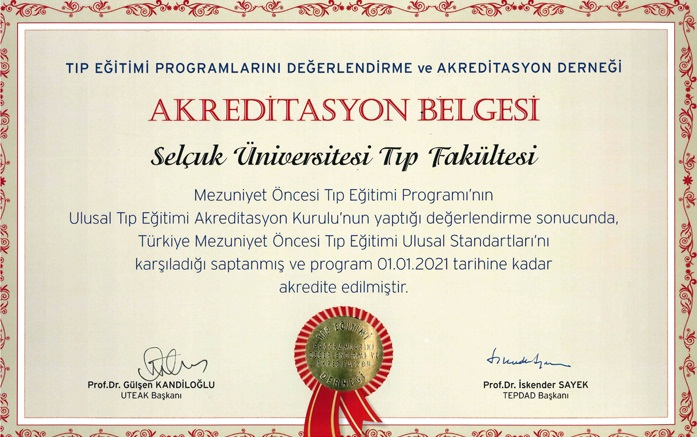 TIP EĞİTİMİ PROGRAMLARINI DEĞERLENDİRME ve AKREDİTASYON DERNEĞİ
AKREDİTASYON BELGESİ
Selçuk Üniversitesi Tıp Fakültesi
Mezuniyet Öncesi Tıp Eğitimi Programı'nın
Ulusal Tıp Eğitimi Akreditasyon Kurulu'nun yaptığı değerlendirme sonucunda,
Türkiye Mezuniyet Öncesi Tıp Eğitimi Ulusal Standartları'nı
karşıladığı saptanmış ve program 01.01.2021 tarihine kadar
akredite edilmiştir.
Prof.Dr. Gülşen KANDİLOĞLU
UTEAK Başkanı
Prof.Dr. İskender SAYEK
TEPDAD Başkanı